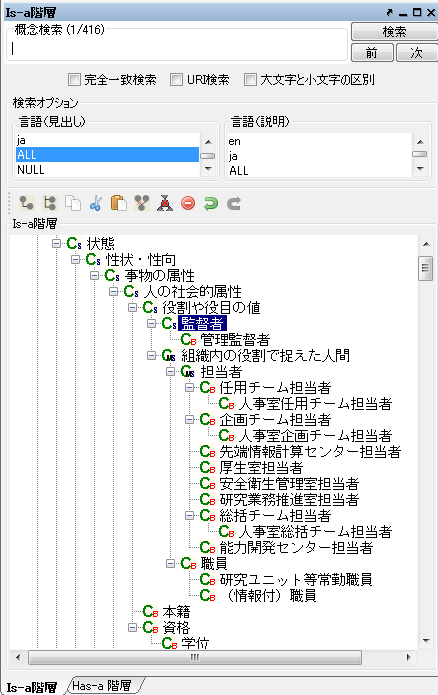 Is-a階層
概念検索 (1/416)
検索
前 次
完全一致検索 URI検索 大文字と小文字の区別
検索オプション
言語(見出し) 言語(説明)
ja en
ALL ja
NULL ALL
Is-a階層
状態
性状・性向
事物の属性
人の社会的属性
役割や役目の値
監督者
管理監督者
組織内の役割で捉えた人間
担当者
任用チーム担当者
人事室任用チーム担当者
企画チーム担当者
人事室企画チーム担当者
先端情報計算センター担当者
厚生室担当者
安全衛生管理室担当者
研究業務推進室担当者
総括チーム担当者
人事室総括チーム担当者
能力開発センター担当者
職員
研究ユニット等常勤職員
（情報付）職員
本籍
資格
学位
Is-a階層 Has-a 階層